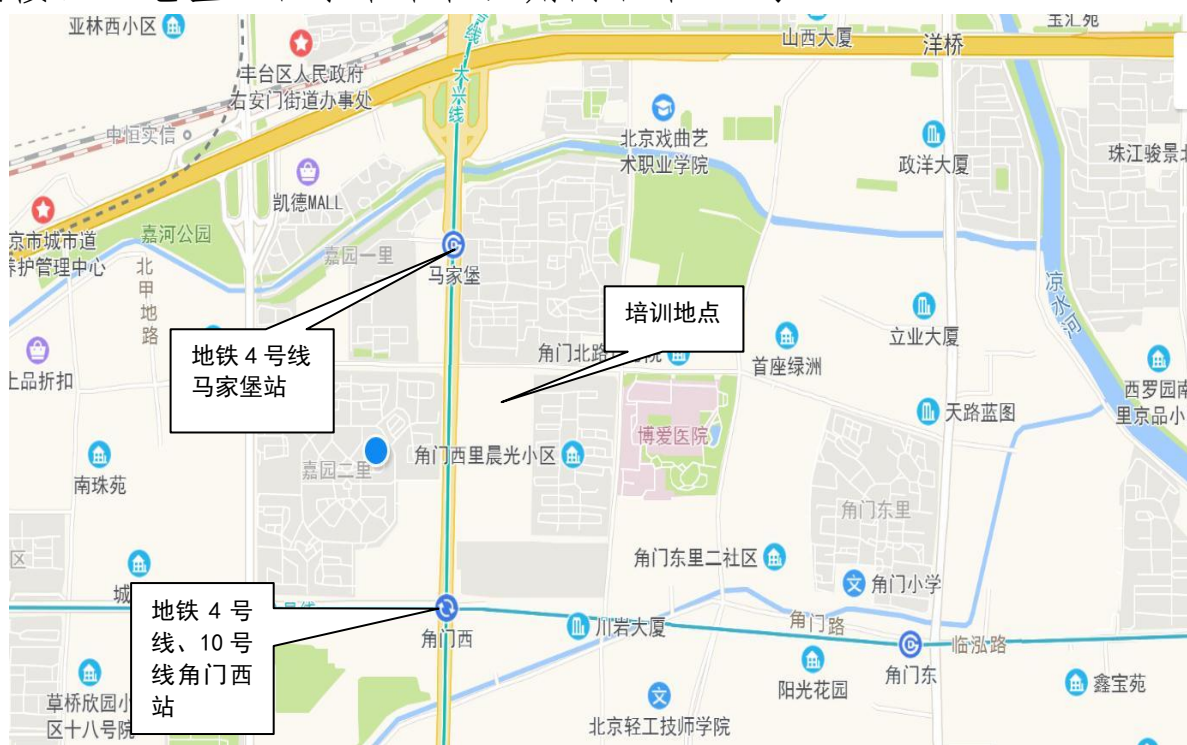 亚林西小区
号线
大兴线
山西大厦
洋桥
宝汇苑
丰台区人民政府
右安门街道办事处
中恒实信
北京戏曲艺
术职业学院
政洋大厦
珠江骏景
凯德MALL
京市城市道
养护管理中心
嘉河公园
北甲地路
嘉园一里
马家堡
凉水河
培训地点
地铁 4 号线
马家堡站
立业大厦
角门北路
院
首座绿洲
上品折扣
西罗园南
里京品小
天路蓝图
博爱医院
角门西里晨光小区
嘉园二里
南珠苑
角门东里
区
角门东里二社区
角门小学
城
地铁 4 号
线、10 号
线角门西
站
号线
角门西
川岩大厦
角门路
临泓路
角门东
阳光花园
鑫宝苑
草桥欣园小
区十八号院
北京轻工技师学院